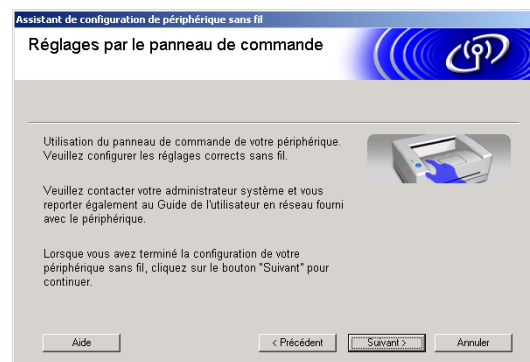 Assistant de configuration de périphérique sans fil
Réglages par le panneau de commande
Utilisation du panneau de commande de votre périphérique.
Veuillez configurer les réglages corrects sans fil.
Veuillez contacter votre administrateur système et vous
reporter également au Guide de l'utilisateur en réseau fourni
avec le périphérique.
Lorsque vous avez terminé la configuration de votre
périphérique sans fil, cliquez sur le bouton "Suivant" pour
continuer.
Aide
< Précédent
Suivant >
Annuler